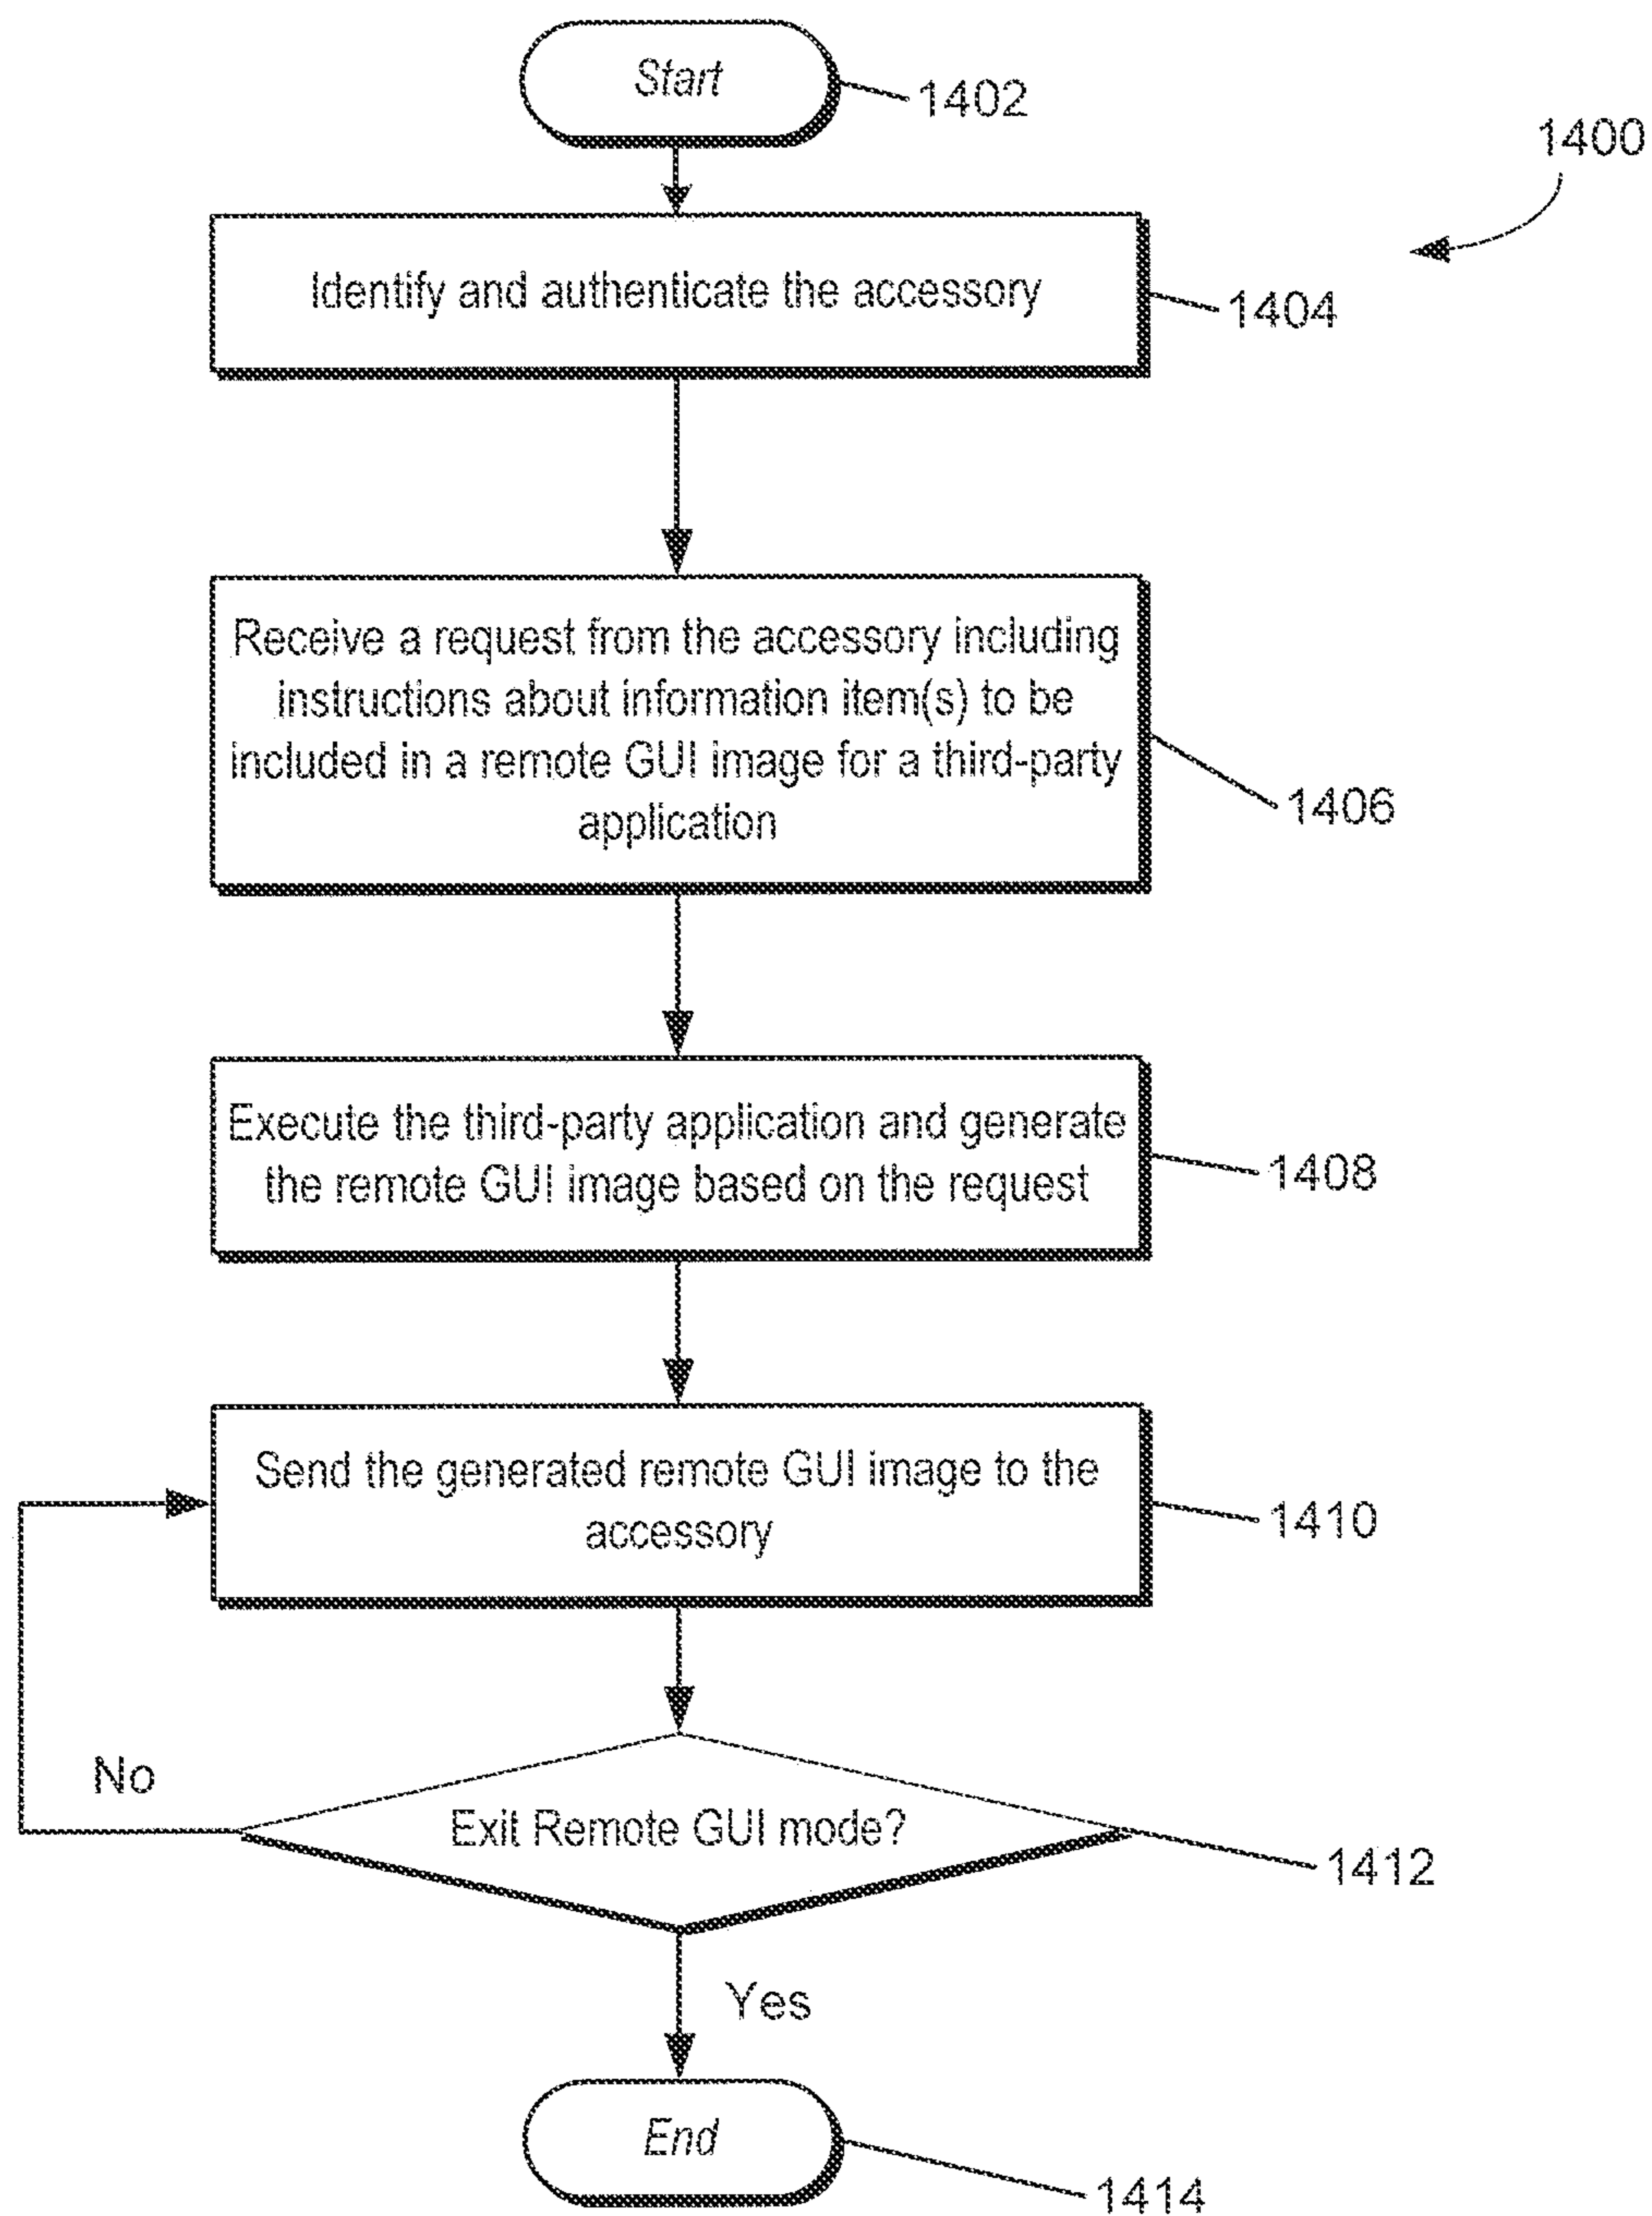 Start
1402
1400
Identify and authenticate the accessory
1404
Receive a request from the accessory including
instructions about information item(s) to be
included in a remote GUI image for a third-party
application
1406
Execute the third-party application and generate
the remote GUI image based on the request
1408
Send the generated remote GUI image to the
accessory
1410
No
Exit Remote GUI mode?
1412
Yes
End
1414